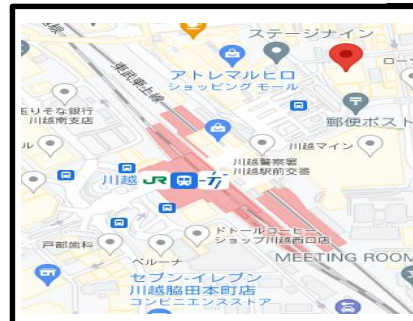 ステージナイン
東武東上線
アトレマルヒロ
ショッピング モール
ロー
玉りそな銀行
川越南支店
郵便ポスト
ル
川越マイン
川越警察署
川越駅前交番
川越 JR
戸部歯科
ドトールコーヒー
ショップ川越西口店
ベルーナ
MEETING ROOM
セブン-イレブン
川越脇田本町店
コンビニエンスストア